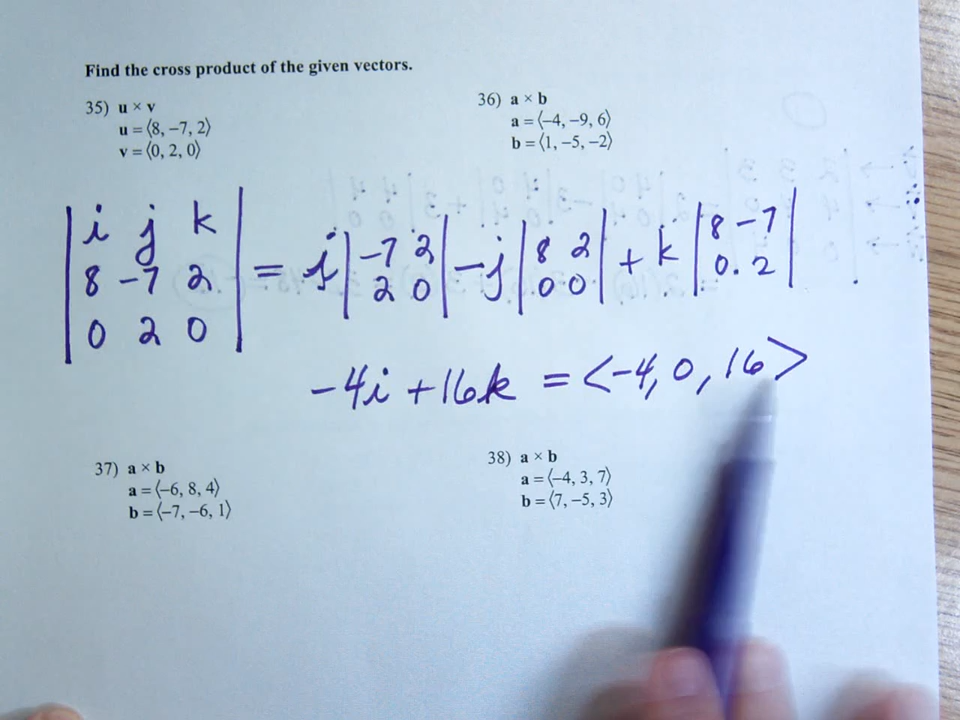 Find the cross product of the given vectors.
35) u × v
u = ⟨8, −7, 2⟩
v = ⟨0, 2, 0⟩
36) a × b
a = ⟨−4, −9, 6⟩
b = ⟨1, −5, −2⟩
| i j k | = i | −7 2 | − j | 8 2 | + k | 8 −7 |
| 8 −7 2 | | 2 0 | | 0 0 | | 0. 2 |
| 0 2 0 |
−4i + 16k = <−4, 0, 16>
37) a × b
a = ⟨−6, 8, 4⟩
b = ⟨−7, −6, 1⟩
38) a × b
a = ⟨−4, 3, 7⟩
b = ⟨7, −5, 3⟩